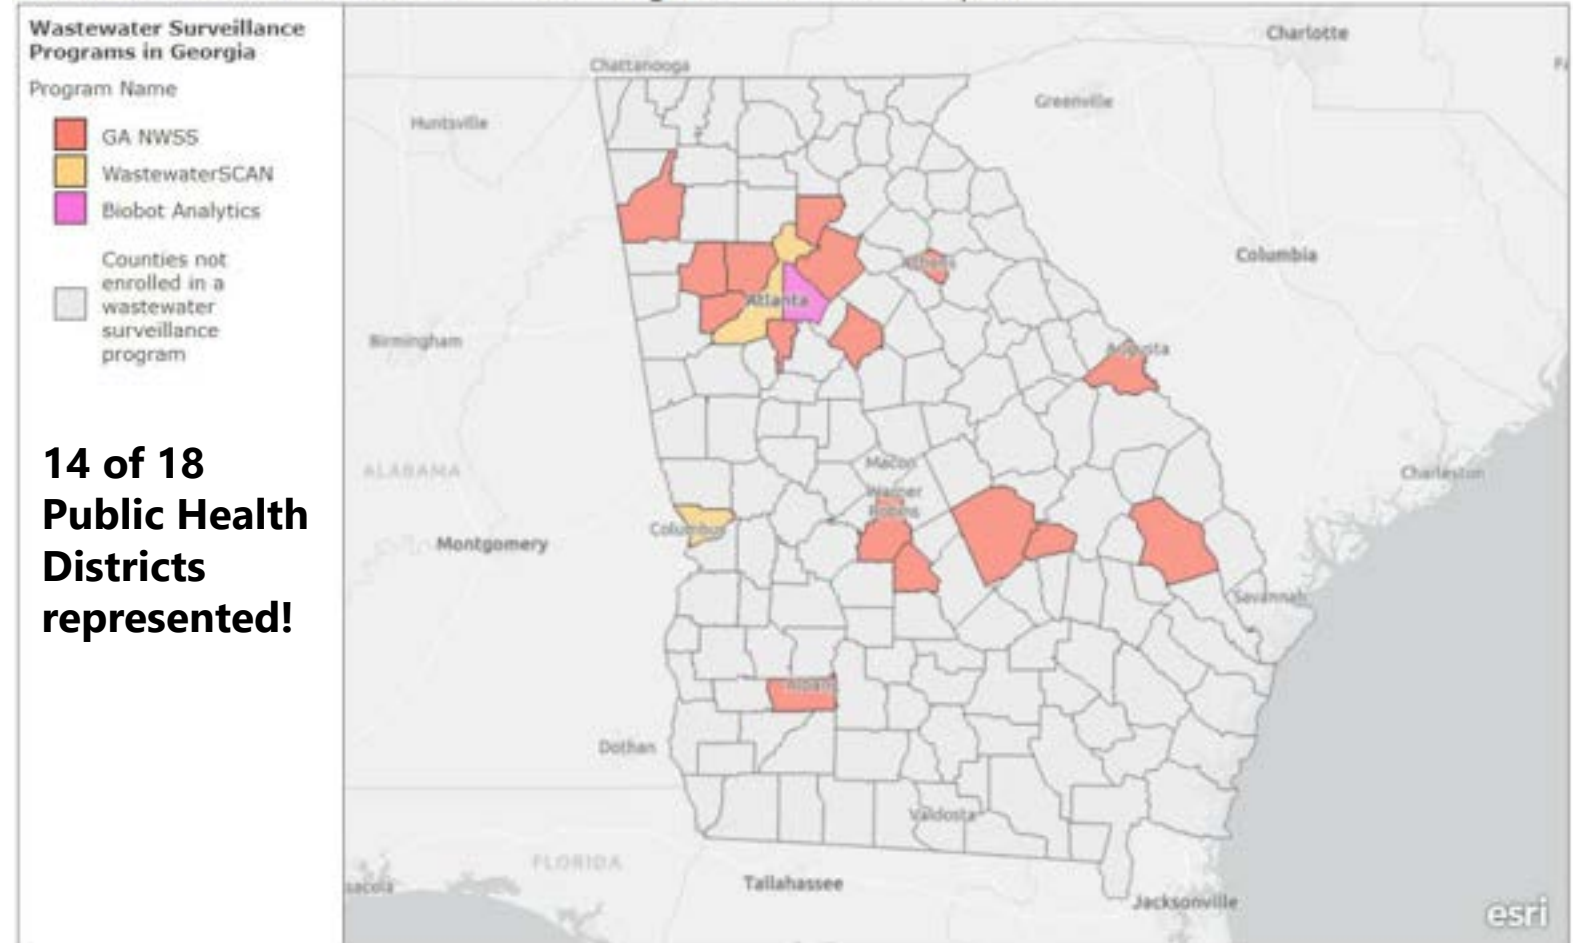 Wastewater Surveillance
Programs in Georgia
Program Name
GA NWSS
WastewaterSCAN
Biobot Analytics
Counties not
enrolled in a
wastewater
surveillance
program
14 of 18
Public Health
Districts
represented!
Charlotte
Chattanooga
Greenville
Huntsville
Columbia
Athens
Atlanta
Birmingham
Augusta
Macon
ALABAMA
Charleston
Warner
Robins
Columbus
Montgomery
Savannah
Albany
Dothan
Valdosta
FLORIDA
Tallahassee
sacola
Jacksonville
esri